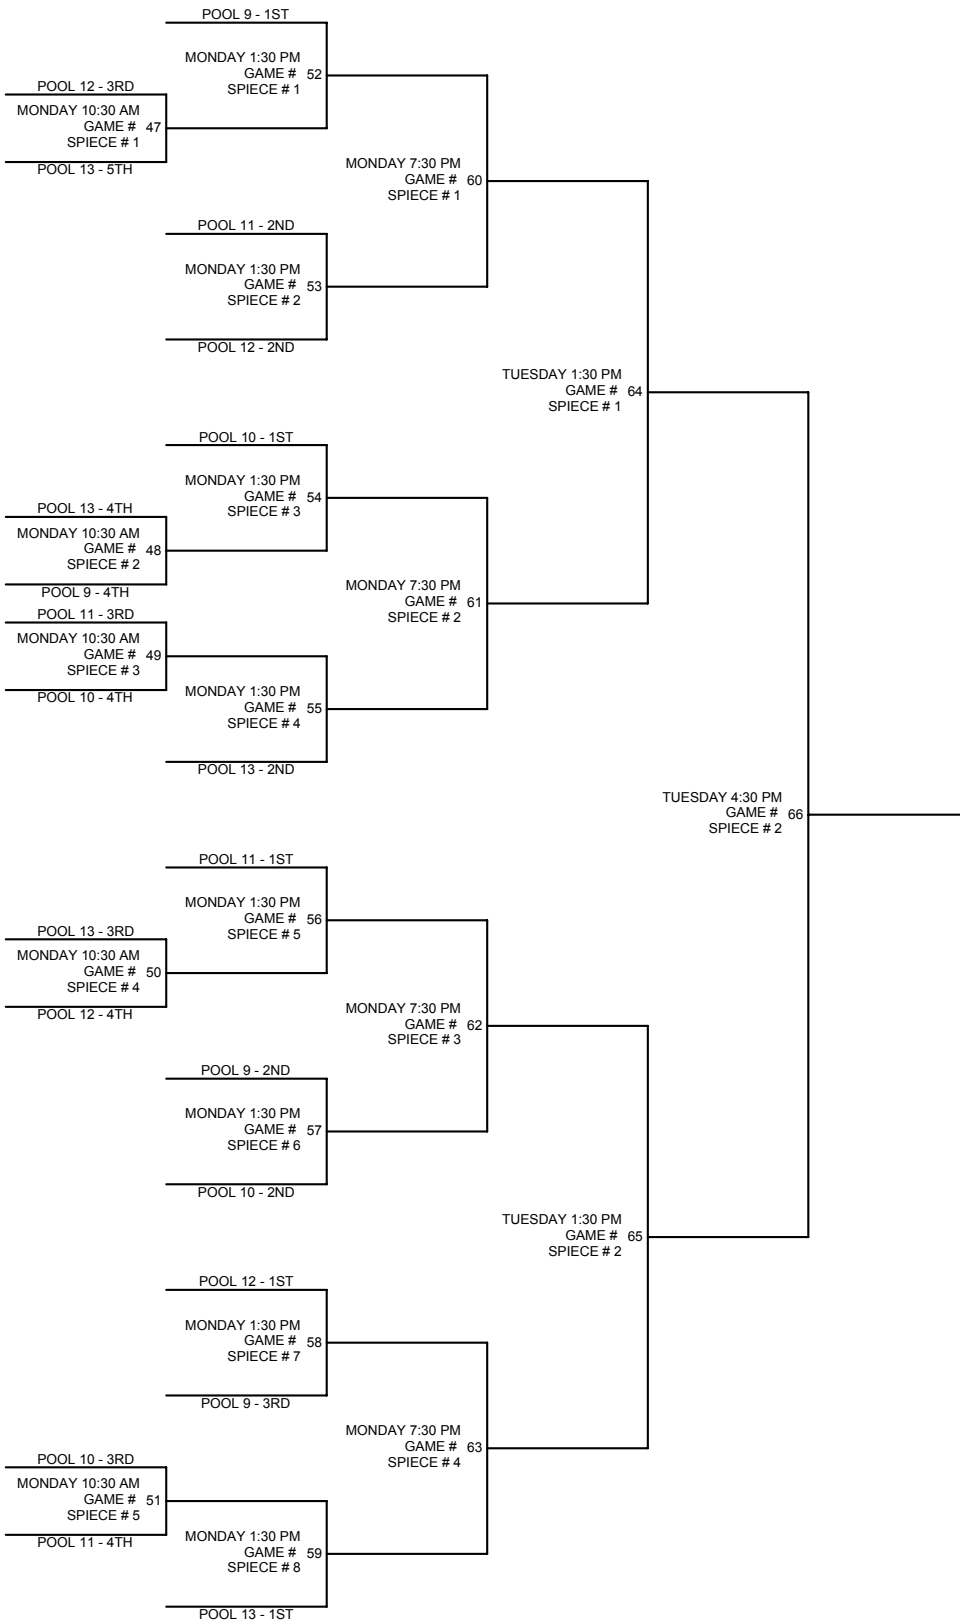 POOL 9 - 1ST
MONDAY 1:30 PM
GAME # 52
SPIECE # 1
POOL 12 - 3RD
MONDAY 10:30 AM
GAME # 47
SPIECE # 1
POOL 13 - 5TH
MONDAY 7:30 PM
GAME # 60
SPIECE # 1
POOL 11 - 2ND
MONDAY 1:30 PM
GAME # 53
SPIECE # 2
POOL 12 - 2ND
TUESDAY 1:30 PM
GAME # 64
SPIECE # 1
POOL 10 - 1ST
MONDAY 1:30 PM
GAME # 54
SPIECE # 3
POOL 13 - 4TH
MONDAY 10:30 AM
GAME # 48
SPIECE # 2
POOL 9 - 4TH
MONDAY 7:30 PM
GAME # 61
SPIECE # 2
POOL 11 - 3RD
MONDAY 10:30 AM
GAME # 49
SPIECE # 3
POOL 10 - 4TH
MONDAY 1:30 PM
GAME # 55
SPIECE # 4
POOL 13 - 2ND
TUESDAY 4:30 PM
GAME # 66
SPIECE # 2
POOL 11 - 1ST
MONDAY 1:30 PM
GAME # 56
SPIECE # 5
POOL 13 - 3RD
MONDAY 10:30 AM
GAME # 50
SPIECE # 4
POOL 12 - 4TH
MONDAY 7:30 PM
GAME # 62
SPIECE # 3
POOL 9 - 2ND
MONDAY 1:30 PM
GAME # 57
SPIECE # 6
POOL 10 - 2ND
TUESDAY 1:30 PM
GAME # 65
SPIECE # 2
POOL 12 - 1ST
MONDAY 1:30 PM
GAME # 58
SPIECE # 7
POOL 9 - 3RD
MONDAY 7:30 PM
GAME # 63
SPIECE # 4
POOL 10 - 3RD
MONDAY 10:30 AM
GAME # 51
SPIECE # 5
POOL 11 - 4TH
MONDAY 1:30 PM
GAME # 59
SPIECE # 8
POOL 13 - 1ST